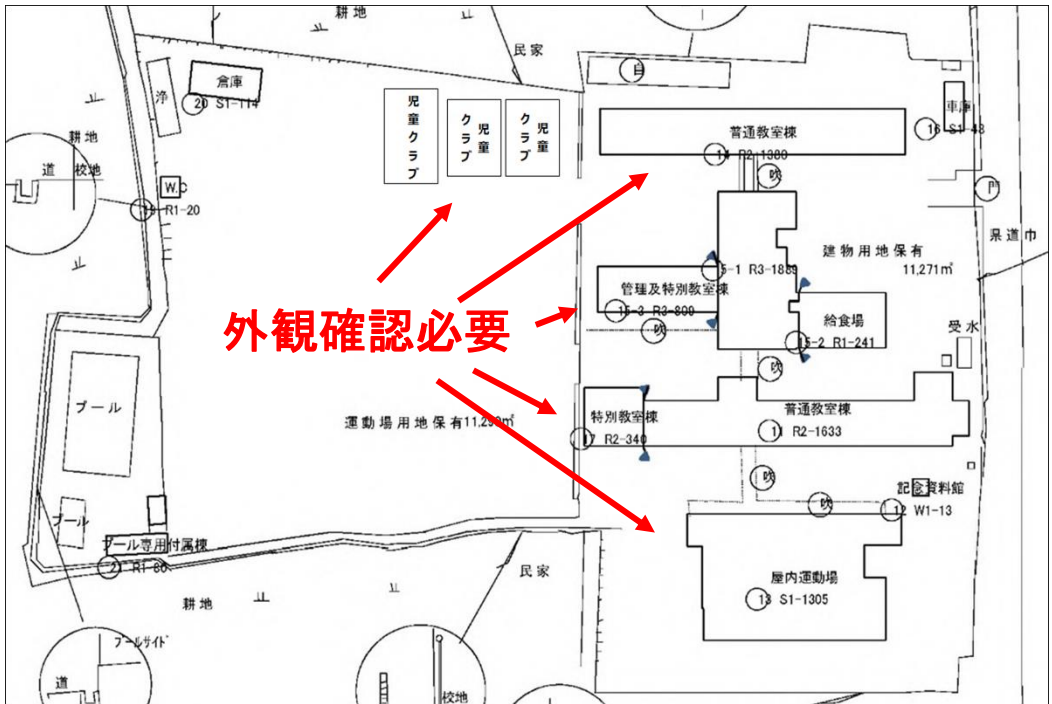 耕地
民家
浄
倉庫
20 S1-114
児童クラブ
児童
クラブ
児童
クラブ
自
車庫
16 S1-43
普通教室棟
14 R2-1380
吹
門
耕地
道
校地
W.C
19 R1-20
県道巾
建物用地保有
11,271㎡
15-1 R3-1889
管理及特別教室棟
15-3 R3-809
吹
給食場
15-2 R1-241
受水
外観確認必要
吹
プール
運動場用地保有11,293㎡
特別教室棟
17 R2-340
普通教室棟
11 R2-1633
吹
記念資料館
12 W1-13
吹
プール
プール専用付属棟
21 R1-80
民家
屋内運動場
13 S1-1305
耕地
プールサイド
道
校地